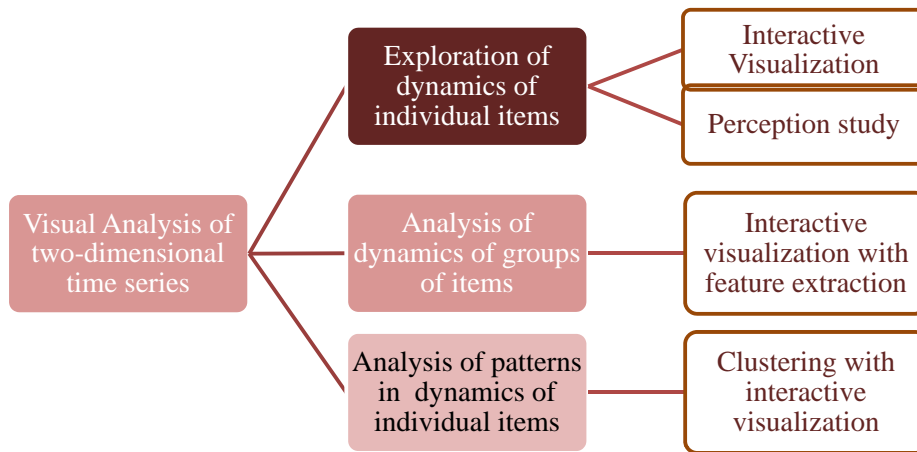 Visual Analysis of
two-dimensional
time series
Exploration of
dynamics of
individual items
Interactive
Visualization
Perception study
Analysis of
dynamics of groups
of items
Interactive
visualization with
feature extraction
Analysis of patterns
in dynamics of
individual items
Clustering with
interactive
visualization